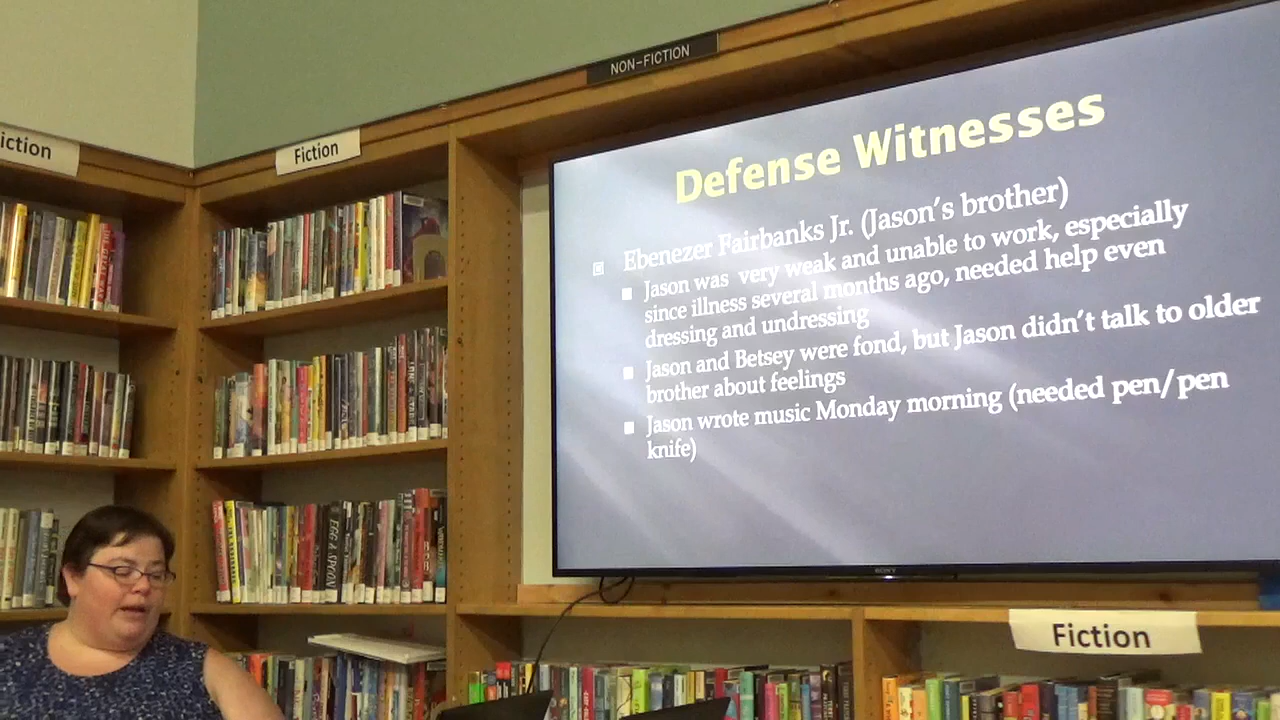 NON-FICTION
iction
Fiction
Defense Witnesses
Ebenezer Fairbanks Jr. (Jason's brother)
Jason was very weak and unable to work, especially
since illness several months ago, needed help even
dressing and undressing
Jason and Betsey were fond, but Jason didn't talk to older
brother about feelings
Jason wrote music Monday morning (needed pen/pen
knife)
SONY
Fiction
EGG & SPOON